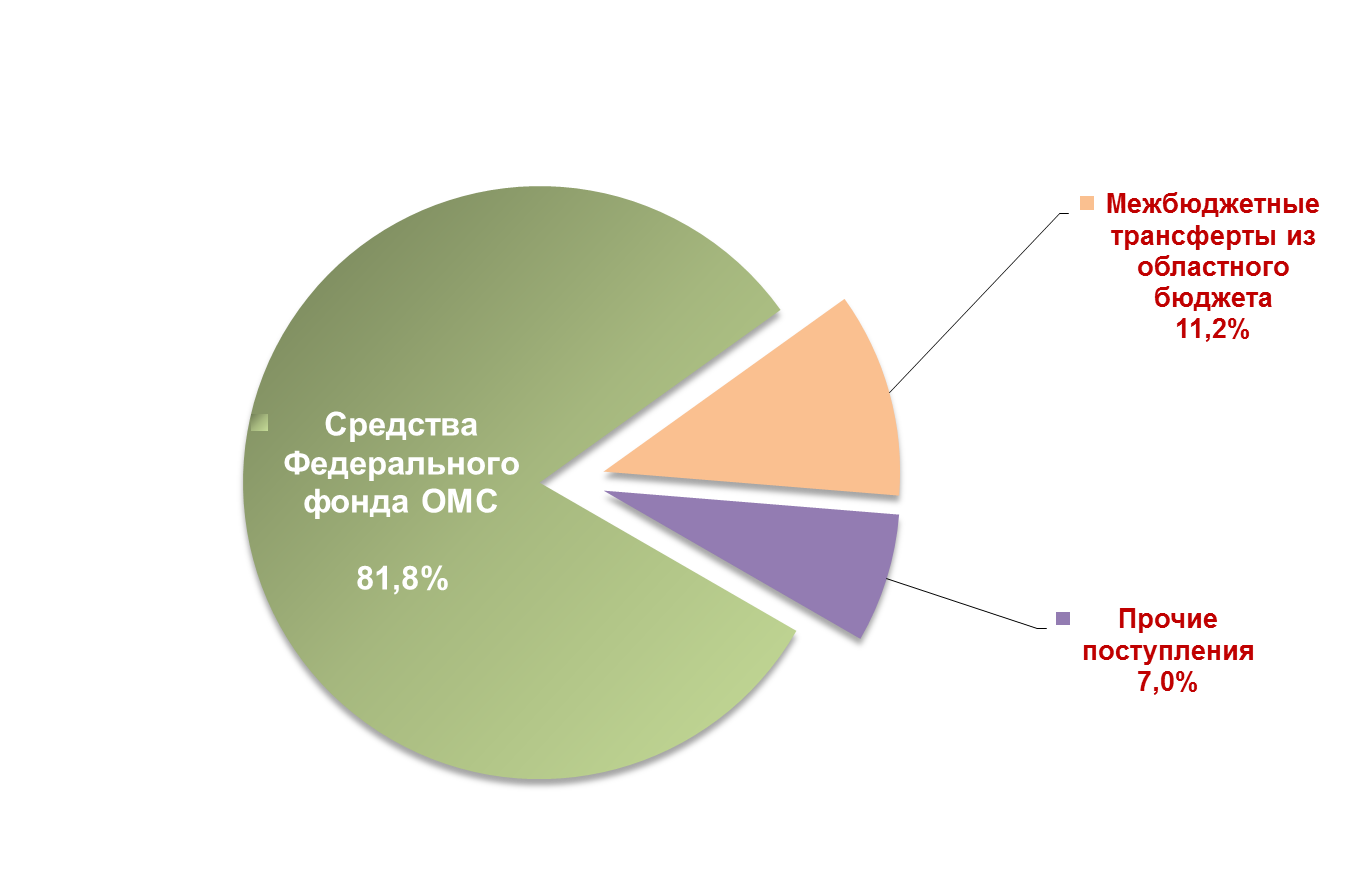 Средства
Федерального
фонда ОМС
81,8%
Межбюджетные
трансферты из
областного
бюджета
11,2%
Прочие
поступления
7,0%